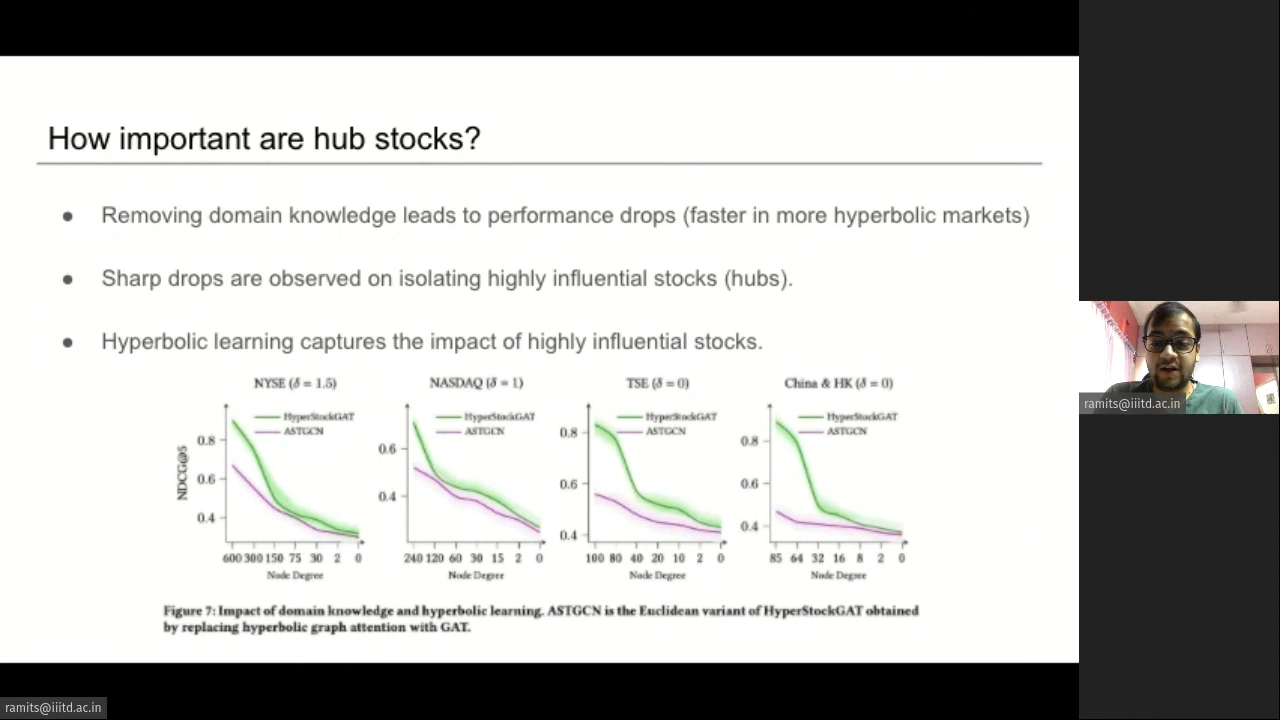 How important are hub stocks?
● Removing domain knowledge leads to performance drops (faster in more hyperbolic markets)
● Sharp drops are observed on isolating highly influential stocks (hubs).
● Hyperbolic learning captures the impact of highly influential stocks.
NYSE (δ = 1.5)
HyperStockGAT
ASTGCN
NDCG@5
0.8
0.6
0.4
600 300 150 75 30 2 0
Node Degree
NASDAQ (δ = 1)
HyperStockGAT
ASTGCN
0.6
0.4
240 120 60 30 15 2 0
Node Degree
TSE (δ = 0)
HyperStockGAT
ASTGCN
0.8
0.6
0.4
100 80 40 20 10 2 0
Node Degree
China & HK (δ = 0)
HyperStockGAT
ASTGCN
0.8
0.6
0.4
85 64 32 16 8 2 0
Node Degree
Figure 7: Impact of domain knowledge and hyperbolic learning. ASTGCN is the Euclidean variant of HyperStockGAT obtained
by replacing hyperbolic graph attention with GAT.
ramits@iiitd.ac.in
ramits@iiitd.ac.in